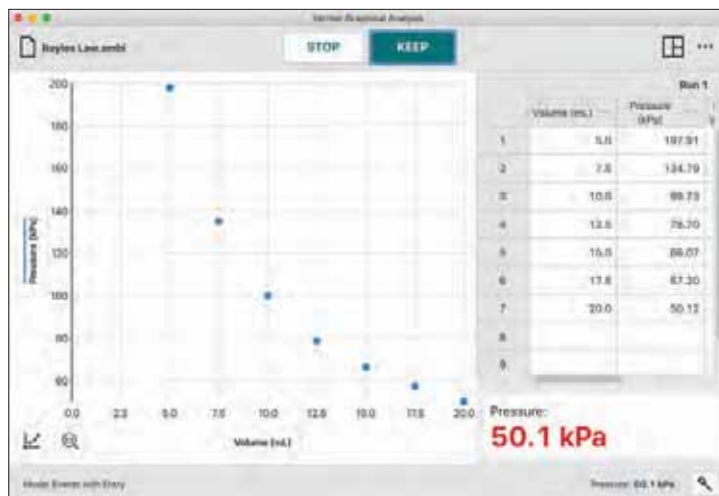 Vernier Graphical Analysis
Boyles Law.ambl
STOP
KEEP
Run 1
Volume (mL)
Pressure (kPa)
1 5.0 197.91
2 7.5 134.79
3 10.0 99.73
4 12.5 78.70
5 15.0 66.07
6 17.5 57.20
7 20.0 50.12
8
9
Pressure (kPa)
200
180
160
140
120
100
80
60
0.0 2.5 5.0 7.5 10.0 12.5 15.0 17.5 20.0
Volume (mL)
Pressure:
50.1 kPa
Mode: Events with Entry
Pressure: 50.1 kPa